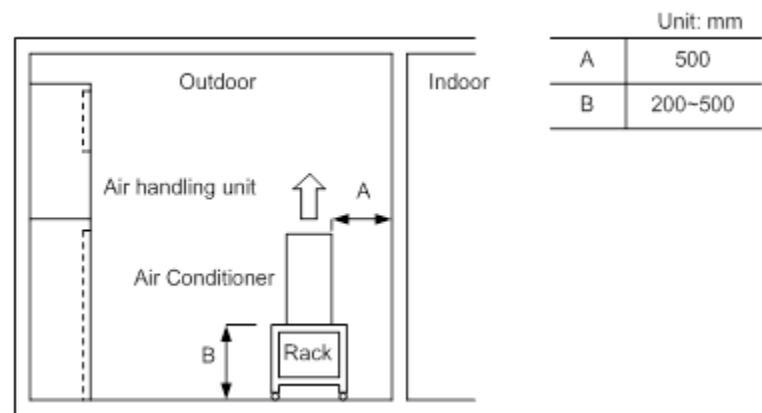 Unit: mm
A 500
B 200~500
Outdoor
Indoor
Air handling unit
A
Air Conditioner
B
Rack